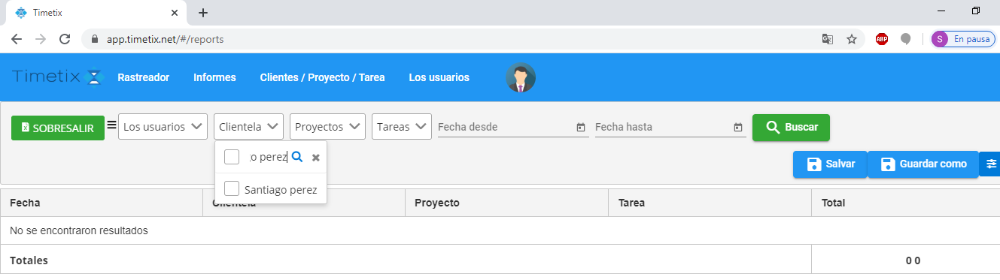 Timetix
app.timetix.net/#/reports
ABP
S En pausa
Timetix Rastreador Informes Clientes / Proyecto / Tarea Los usuarios
SOBRESALIR Los usuarios Clientela Proyectos Tareas Fecha desde Fecha hasta Buscar
go perez
Salvar Guardar como
Santiago perez
Fecha Clientela Proyecto Tarea Total
No se encontraron resultados
Totales 0 0